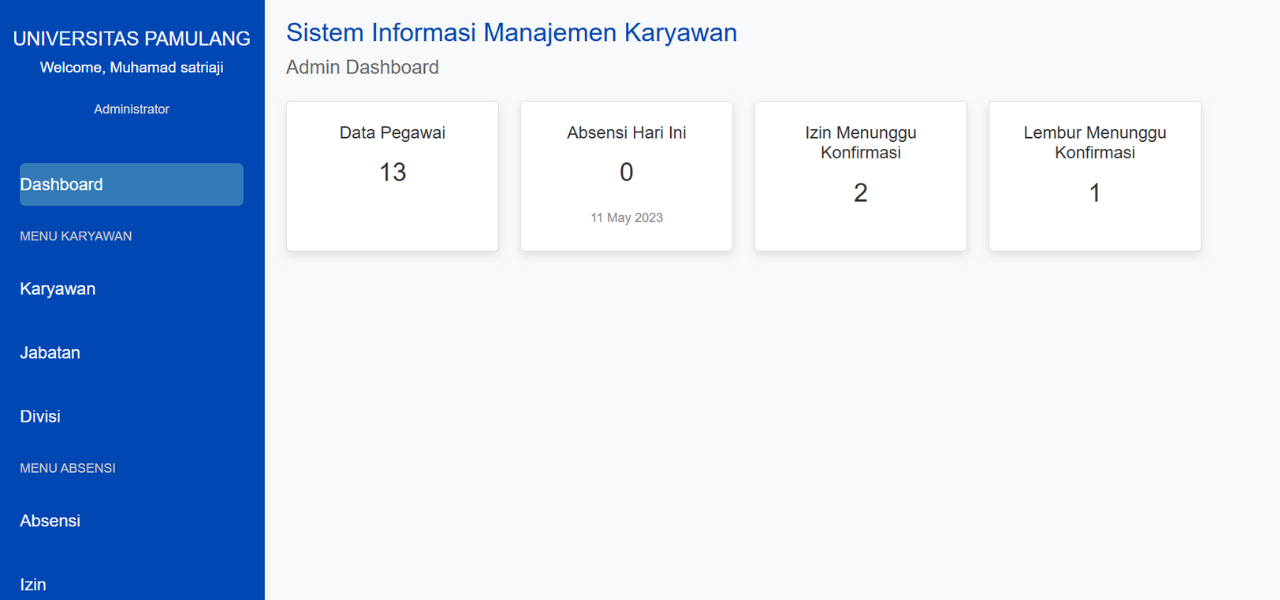 UNIVERSITAS PAMULANG
Welcome, Muhamad satriaji
Administrator
Dashboard
MENU KARYAWAN
Karyawan
Jabatan
Divisi
MENU ABSENSI
Absensi
Izin
Sistem Informasi Manajemen Karyawan
Admin Dashboard
Data Pegawai
13
Absensi Hari Ini
0
11 May 2023
Izin Menunggu
Konfirmasi
2
Lembur Menunggu
Konfirmasi
1